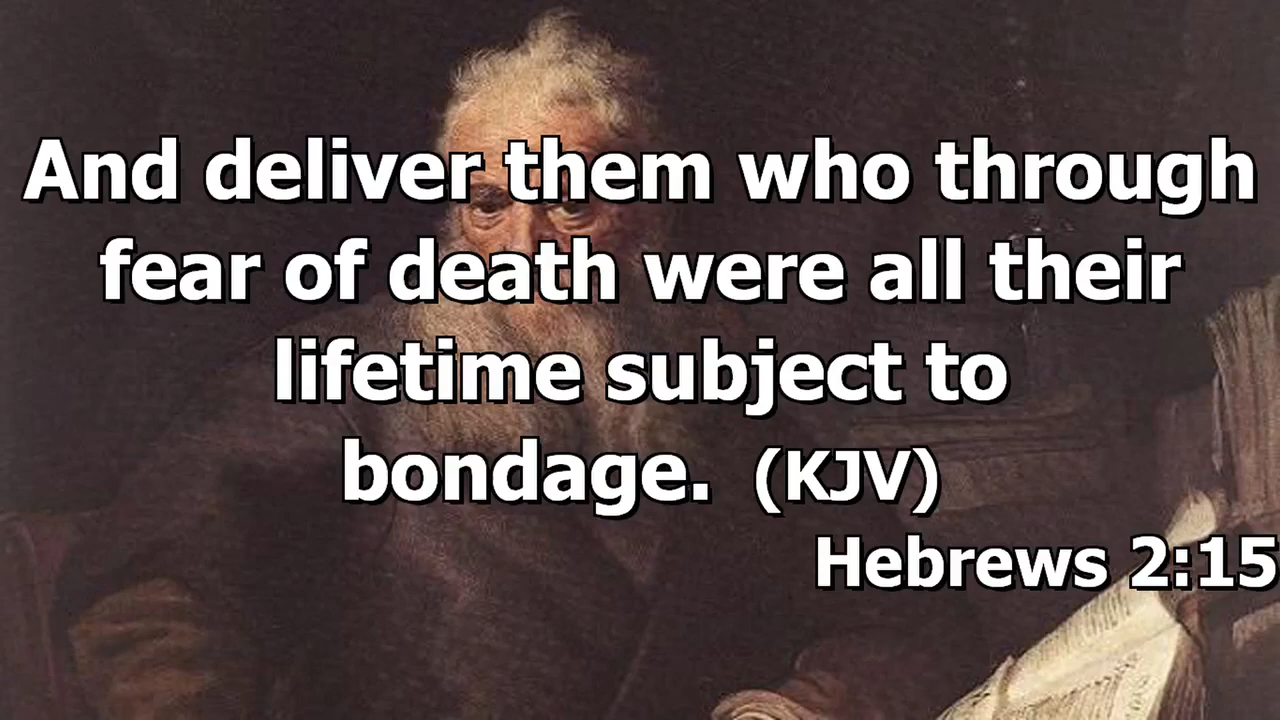 And deliver them who through
fear of death were all their
lifetime subject to
bondage. (KJV)
Hebrews 2:15